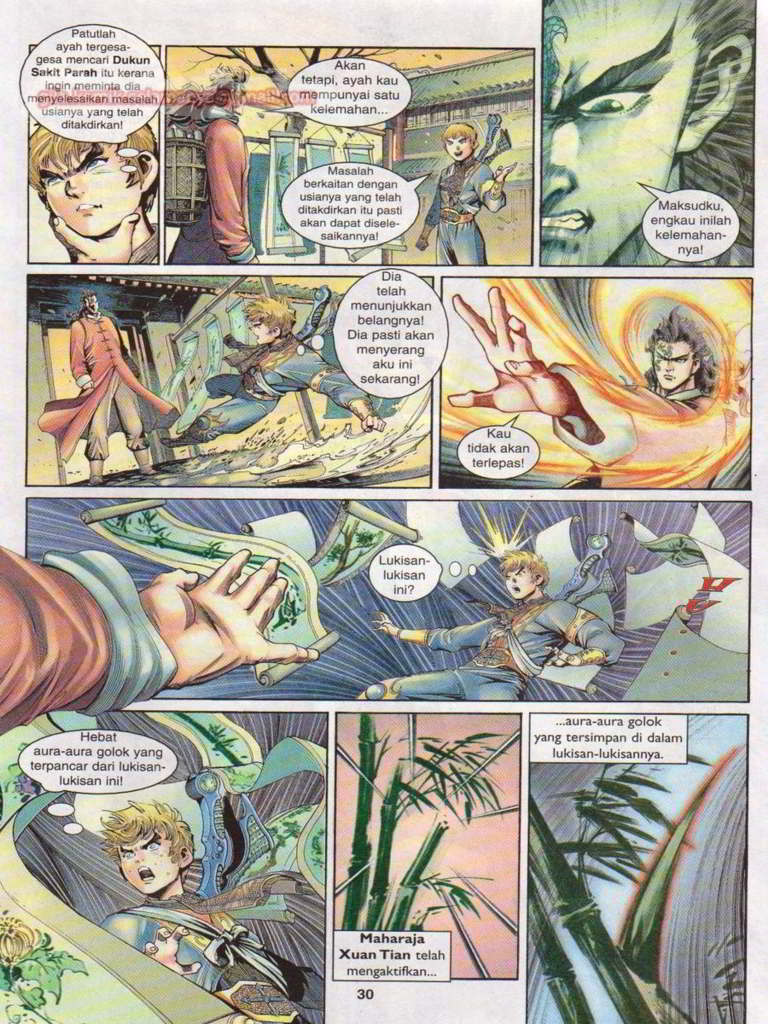 Patutlah
ayah tergesa-
gesa mencari Dukun
Sakit Parah itu kerana
ingin meminta dia
menyelesaikan masalah
usianya yang telah
ditakdirkan!
Akan
tetapi, ayah kau
mempunyai satu
kelemahan...
Masalah
berkaitan dengan
usianya yang telah
ditakdirkan itu pasti
akan dapat disele-
saikannya!
Maksudku,
engkau inilah
kelemahan-
nya!
Dia
telah
menunjukkan
belangnya!
Dia pasti akan
menyerang
aku ini
sekarang!
Kau
tidak akan
terlepas!
Lukisan-
lukisan
ini?
Hebat
aura-aura golok yang
terpancar dari lukisan-
lukisan ini!
Maharaja
Xuan Tian telah
mengaktifkan...
...aura-aura golok
yang tersimpan di dalam
lukisan-lukisannya.
30